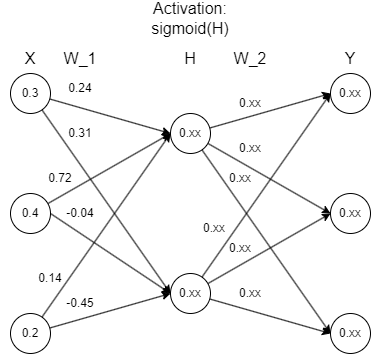 Activation:
sigmoid(H)
X W_1 H W_2 Y
0.3 0.24 0.xx 0.xx
0.31 0.xx 0.xx
0.72 0.xx
0.4 -0.04 0.xx 0.xx
0.xx
0.14 0.xx 0.xx
-0.45
0.2 0.xx